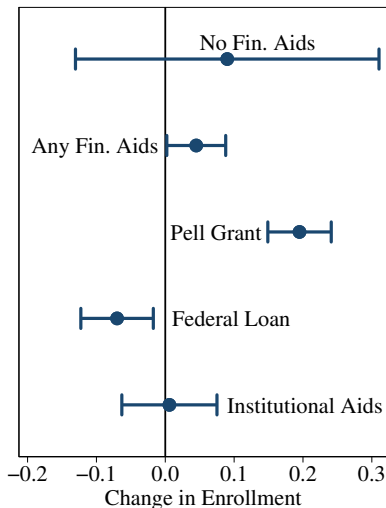 No Fin. Aids
Any Fin. Aids
Pell Grant
Federal Loan
Institutional Aids
−0.2 −0.1 0.0 0.1 0.2 0.3
Change in Enrollment